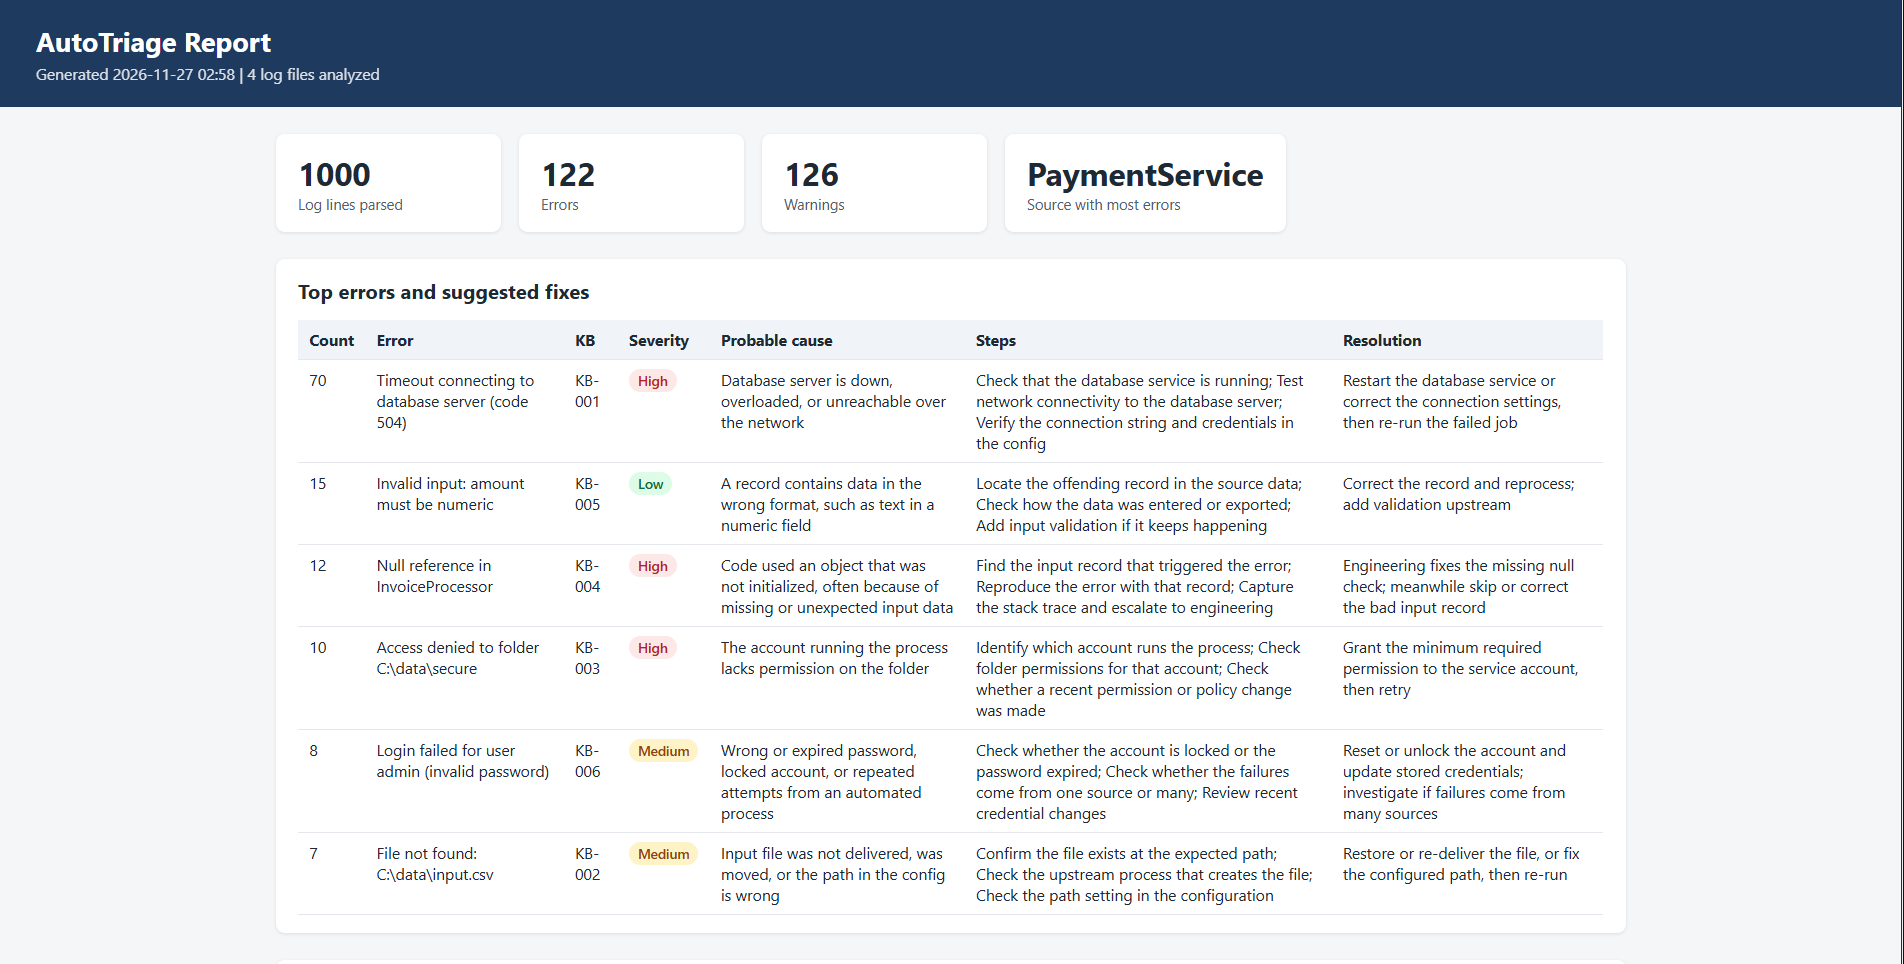 AutoTriage Report
Generated 2026-11-27 02:58 | 4 log files analyzed
1000
Log lines parsed
122
Errors
126
Warnings
PaymentService
Source with most errors
Top errors and suggested fixes
Count Error KB Severity Probable cause Steps Resolution
70
Timeout connecting to
database server (code
504)
KB-
001
High
Database server is down,
overloaded, or unreachable over
the network
Check that the database service is running; Test
network connectivity to the database server;
Verify the connection string and credentials in
the config
Restart the database service or
correct the connection settings,
then re-run the failed job
15
Invalid input: amount
must be numeric
KB-
005
Low
A record contains data in the
wrong format, such as text in a
numeric field
Locate the offending record in the source data;
Check how the data was entered or exported;
Add input validation if it keeps happening
Correct the record and reprocess;
add validation upstream
12
Null reference in
InvoiceProcessor
KB-
004
High
Code used an object that was
not initialized, often because of
missing or unexpected input data
Find the input record that triggered the error;
Reproduce the error with that record; Capture
the stack trace and escalate to engineering
Engineering fixes the missing null
check; meanwhile skip or correct
the bad input record
10
Access denied to folder
C:\data\secure
KB-
003
High
The account running the process
lacks permission on the folder
Identify which account runs the process; Check
folder permissions for that account; Check
whether a recent permission or policy change
was made
Grant the minimum required
permission to the service account,
then retry
8
Login failed for user
admin (invalid password)
KB-
006
Medium
Wrong or expired password,
locked account, or repeated
attempts from an automated
process
Check whether the account is locked or the
password expired; Check whether the failures
come from one source or many; Review recent
credential changes
Reset or unlock the account and
update stored credentials;
investigate if failures come from
many sources
7
File not found:
C:\data\input.csv
KB-
002
Medium
Input file was not delivered, was
moved, or the path in the config
is wrong
Confirm the file exists at the expected path;
Check the upstream process that creates the file;
Check the path setting in the configuration
Restore or re-deliver the file, or fix
the configured path, then re-run